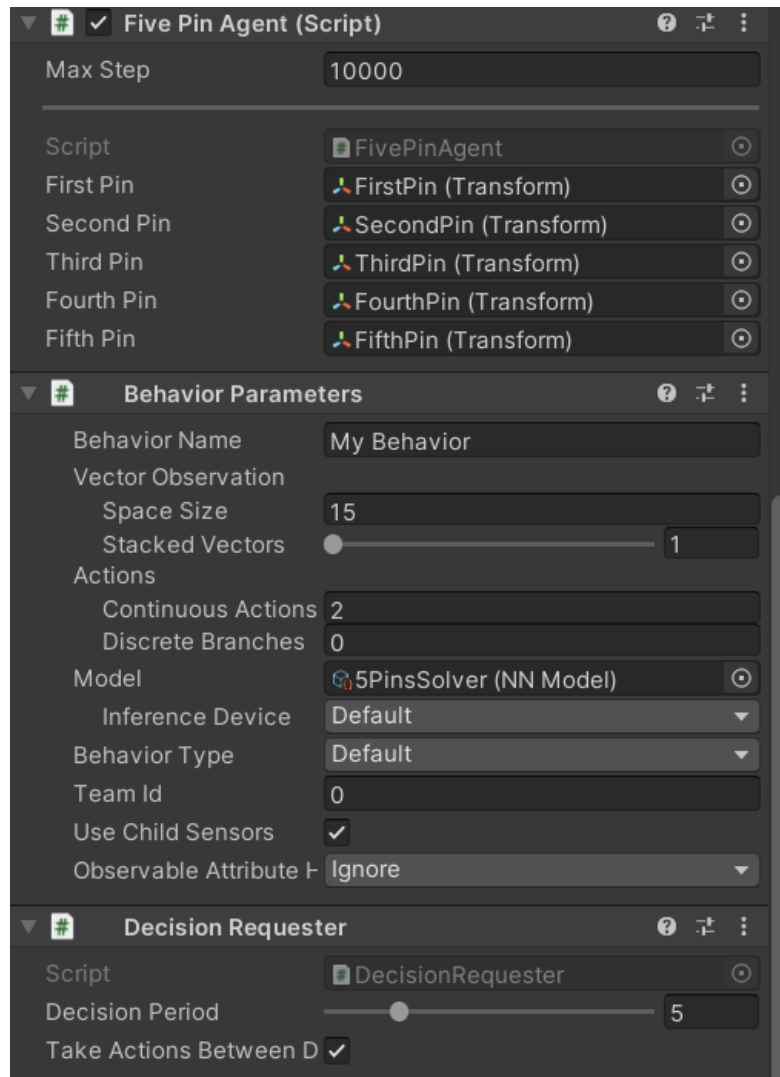 Five Pin Agent (Script)
Max Step 10000
Script FivePinAgent
First Pin FirstPin (Transform)
Second Pin SecondPin (Transform)
Third Pin ThirdPin (Transform)
Fourth Pin FourthPin (Transform)
Fifth Pin FifthPin (Transform)
Behavior Parameters
Behavior Name My Behavior
Vector Observation
Space Size 15
Stacked Vectors 1
Actions
Continuous Actions 2
Discrete Branches 0
Model 5PinsSolver (NN Model)
Inference Device Default
Behavior Type Default
Team Id 0
Use Child Sensors
Observable Attribute Ignore
Decision Requester
Script DecisionRequester
Decision Period 5
Take Actions Between D